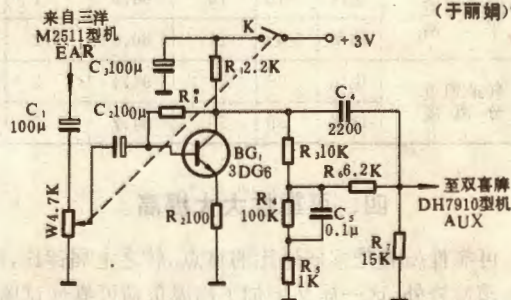 (于丽娟)
来自三洋
M2511型机
EAR
K
+3V
C₃100μ
2.2K
C₁
100μ
C₂100μ
C₄
2200
BG₁
3DG6
R₃10K
R₆6.2K
至双喜牌
DH7910型机
AUX
W4.7K
R₂100
R₄
100K
C₅
0.1μ
R₅
1K
R₇
15K